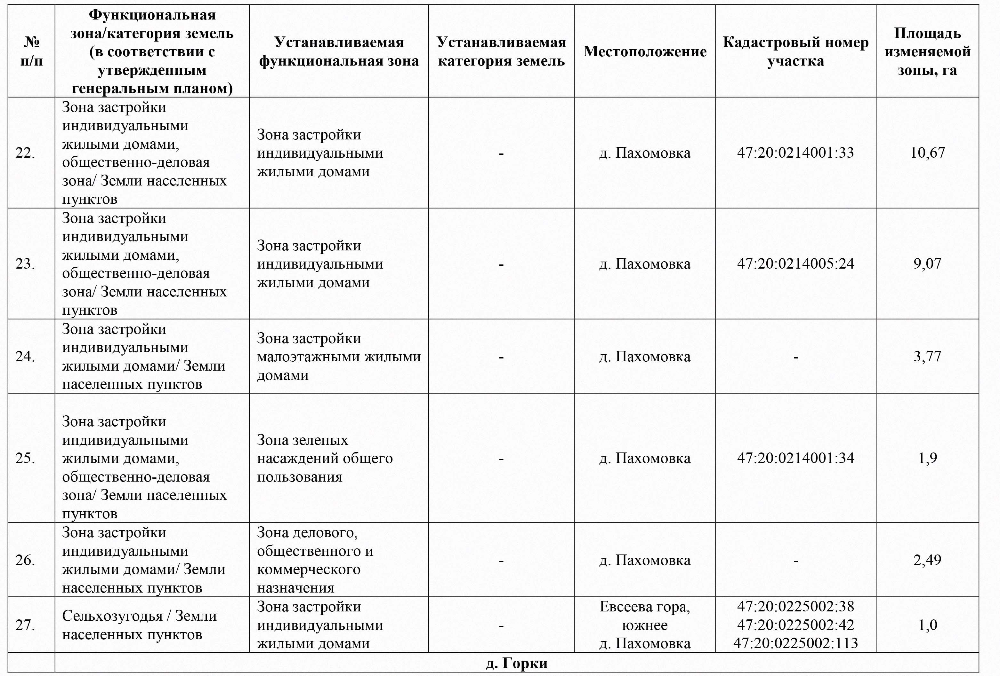 №
п/п
Функциональная
зона/категория земель
(в соответствии с
утвержденным
генеральным планом)
Устанавливаемая
функциональная зона
Устанавливаемая
категория земель
Местоположение
Кадастровый номер
участка
Площадь
изменяемой
зоны, га
22.
Зона застройки
индивидуальными
жилыми домами,
общественно-деловая
зона/ Земли населенных
пунктов
Зона застройки
индивидуальными
жилыми домами
-
д. Пахомовка
47:20:0214001:33
10,67
23.
Зона застройки
индивидуальными
жилыми домами,
общественно-деловая
зона/ Земли населенных
пунктов
Зона застройки
индивидуальными
жилыми домами
-
д. Пахомовка
47:20:0214005:24
9,07
24.
Зона застройки
индивидуальными
жилыми домами/ Земли
населенных пунктов
Зона застройки
малоэтажными жилыми
домами
-
д. Пахомовка
-
3,77
25.
Зона застройки
индивидуальными
жилыми домами,
общественно-деловая
зона/ Земли населенных
пунктов
Зона зеленых
насаждений общего
пользования
-
д. Пахомовка
47:20:0214001:34
1,9
26.
Зона застройки
индивидуальными
жилыми домами/ Земли
населенных пунктов
Зона делового,
общественного и
коммерческого
назначения
-
д. Пахомовка
-
2,49
27.
Сельхозугодья / Земли
населенных пунктов
Зона застройки
индивидуальными
жилыми домами
-
Евсеева гора,
южнее
д. Пахомовка
47:20:0225002:38
47:20:0225002:42
47:20:0225002:113
1,0
д. Горки